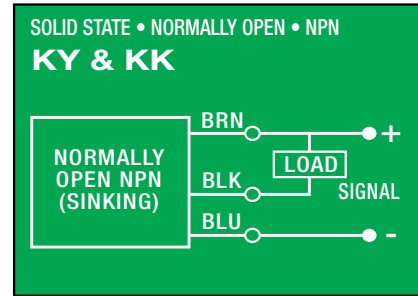 SOLID STATE • NORMALLY OPEN • NPN
KY & KK
BRN
+
NORMALLY
OPEN NPN
(SINKING)
LOAD
BLK
SIGNAL
BLU
-